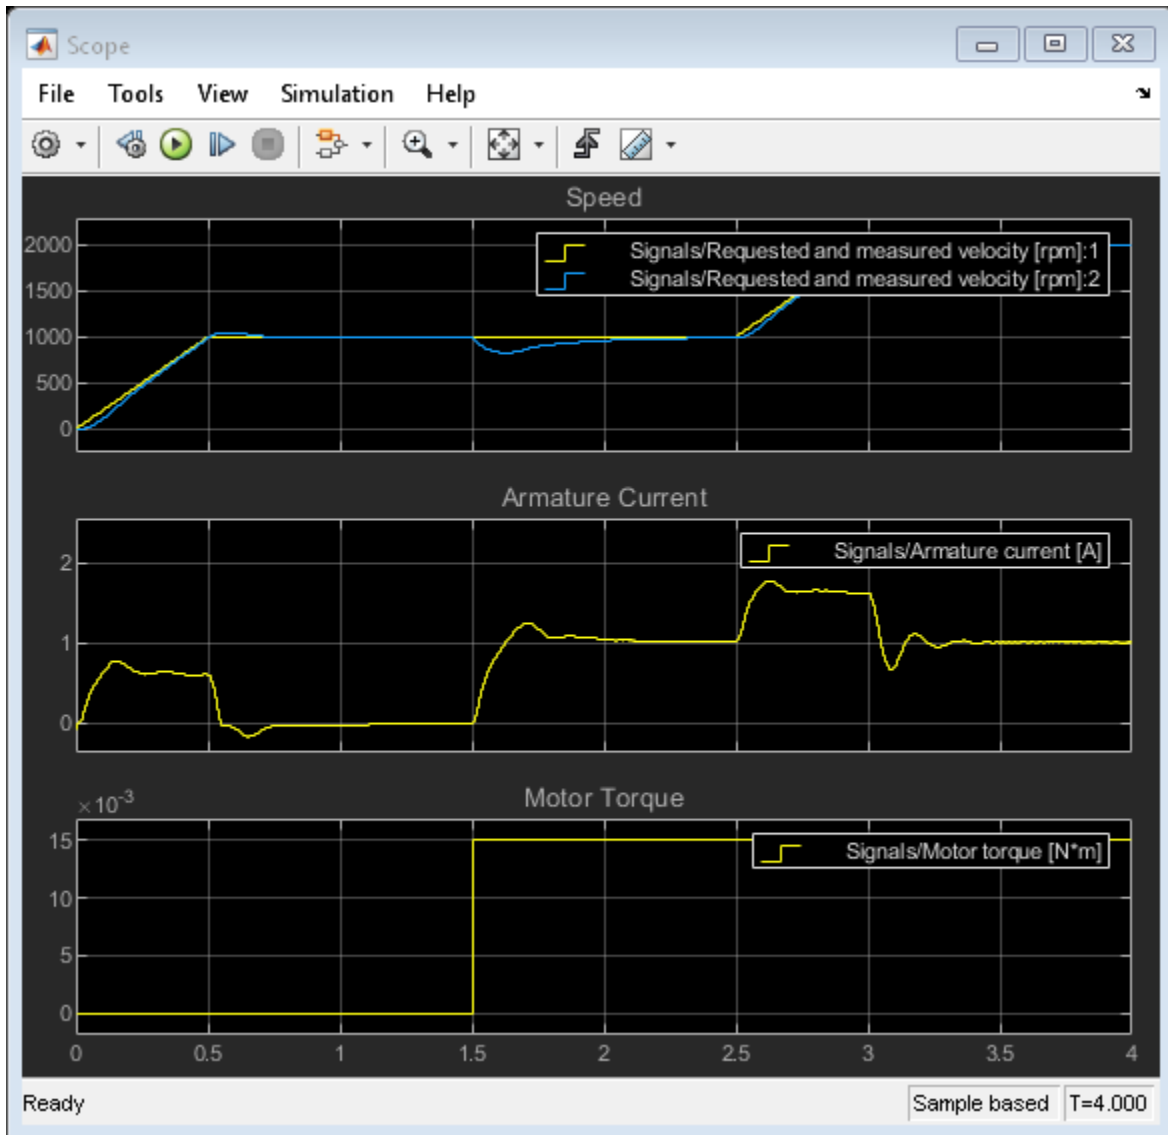 Scope
File Tools View Simulation Help
Speed
2000
1500
1000
500
0
Signals/Requested and measured velocity [rpm]:1
Signals/Requested and measured velocity [rpm]:2
Armature Current
2
1
0
Signals/Armature current [A]
Motor Torque
×10-3
15
10
5
0
Signals/Motor torque [N*m]
0 0.5 1 1.5 2 2.5 3 3.5 4
Ready Sample based T=4.000